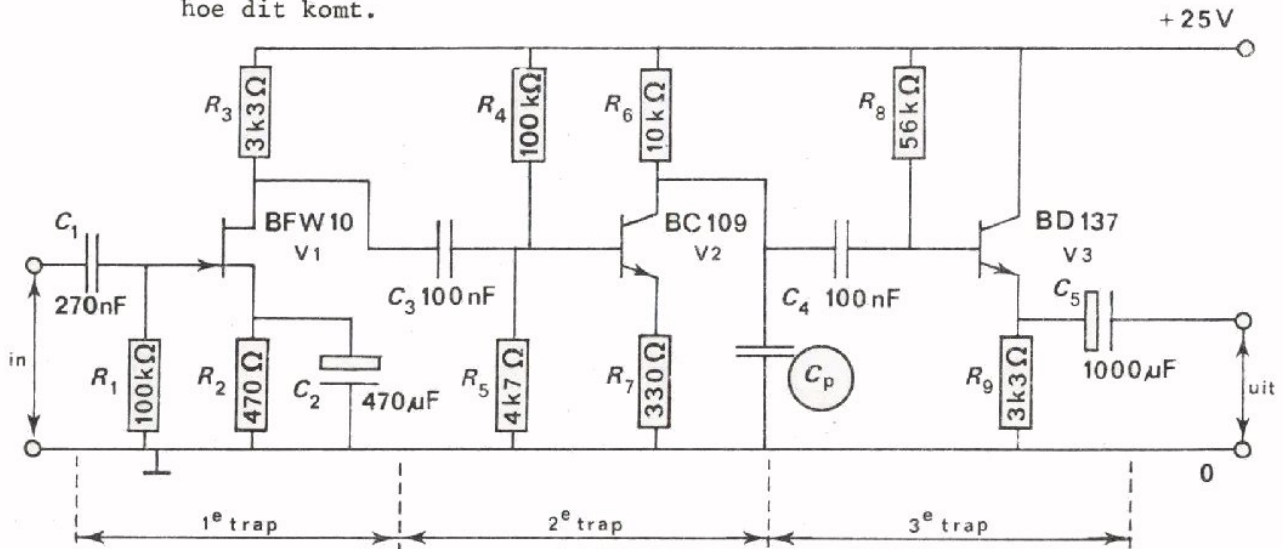 hoe dit komt.
+25V
R3
3k3Ω
R4
100kΩ
R6
10kΩ
R8
56kΩ
C1
270nF
BFW10
V1
C3 100nF
BC109
V2
C4 100nF
BD137
V3
C5
1000µF
in
R1
100kΩ
R2
470Ω
C2
470µF
R5
4k7Ω
R7
330Ω
Cp
R9
3k3Ω
uit
0
1e trap
2e trap
3e trap